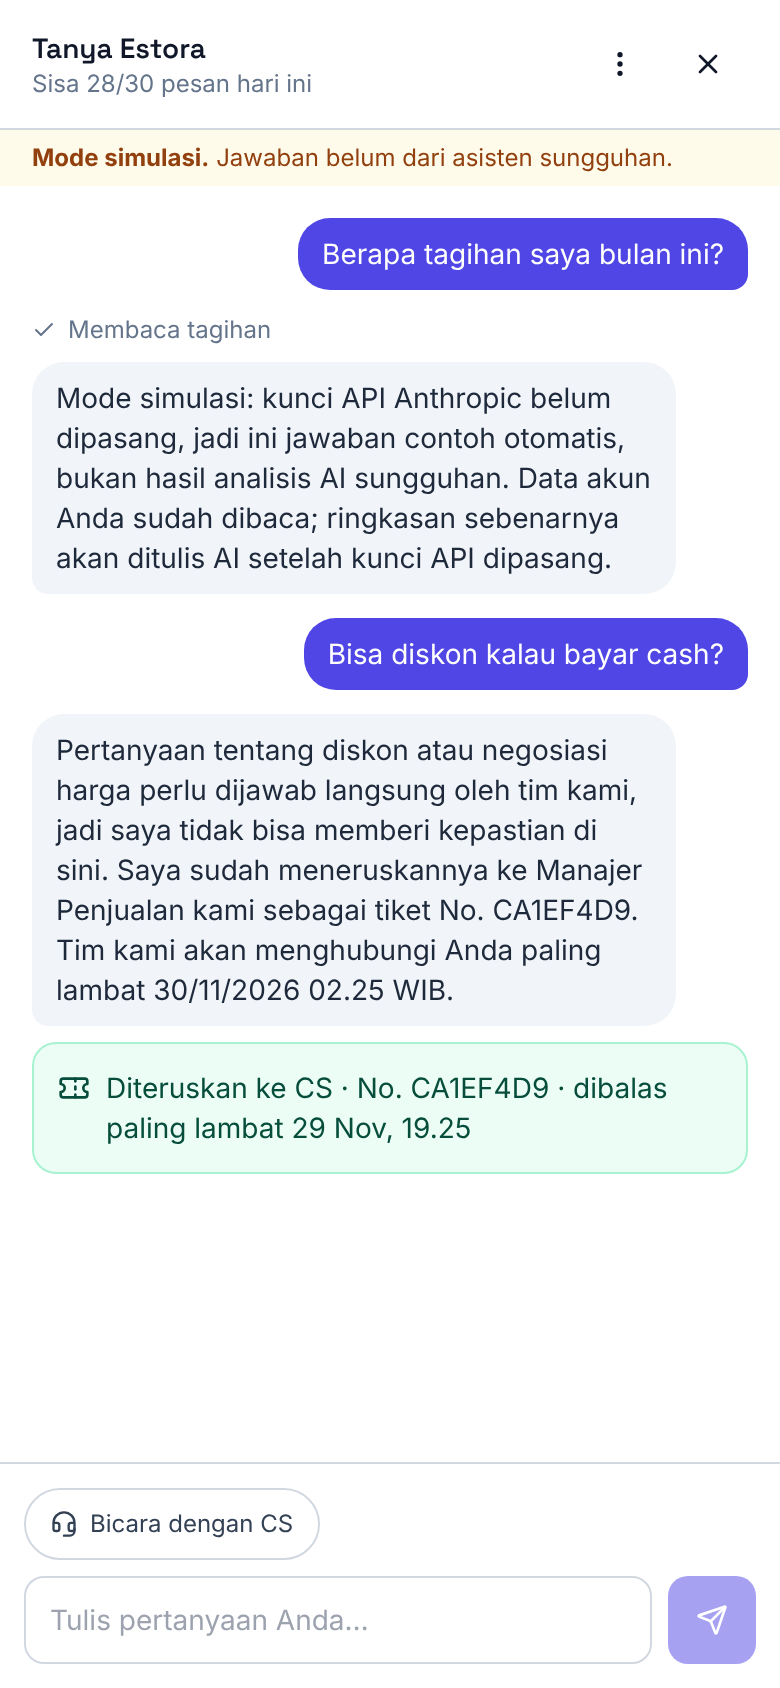 Tanya Estora
Sisa 28/30 pesan hari ini
Mode simulasi. Jawaban belum dari asisten sungguhan.
Berapa tagihan saya bulan ini?
Membaca tagihan
Mode simulasi: kunci API Anthropic belum
dipasang, jadi ini jawaban contoh otomatis,
bukan hasil analisis AI sungguhan. Data akun
Anda sudah dibaca; ringkasan sebenarnya
akan ditulis AI setelah kunci API dipasang.
Bisa diskon kalau bayar cash?
Pertanyaan tentang diskon atau negosiasi
harga perlu dijawab langsung oleh tim kami,
jadi saya tidak bisa memberi kepastian di
sini. Saya sudah meneruskannya ke Manajer
Penjualan kami sebagai tiket No. CA1EF4D9.
Tim kami akan menghubungi Anda paling
lambat 30/11/2026 02.25 WIB.
Diteruskan ke CS · No. CA1EF4D9 · dibalas
paling lambat 29 Nov, 19.25
Bicara dengan CS
Tulis pertanyaan Anda...